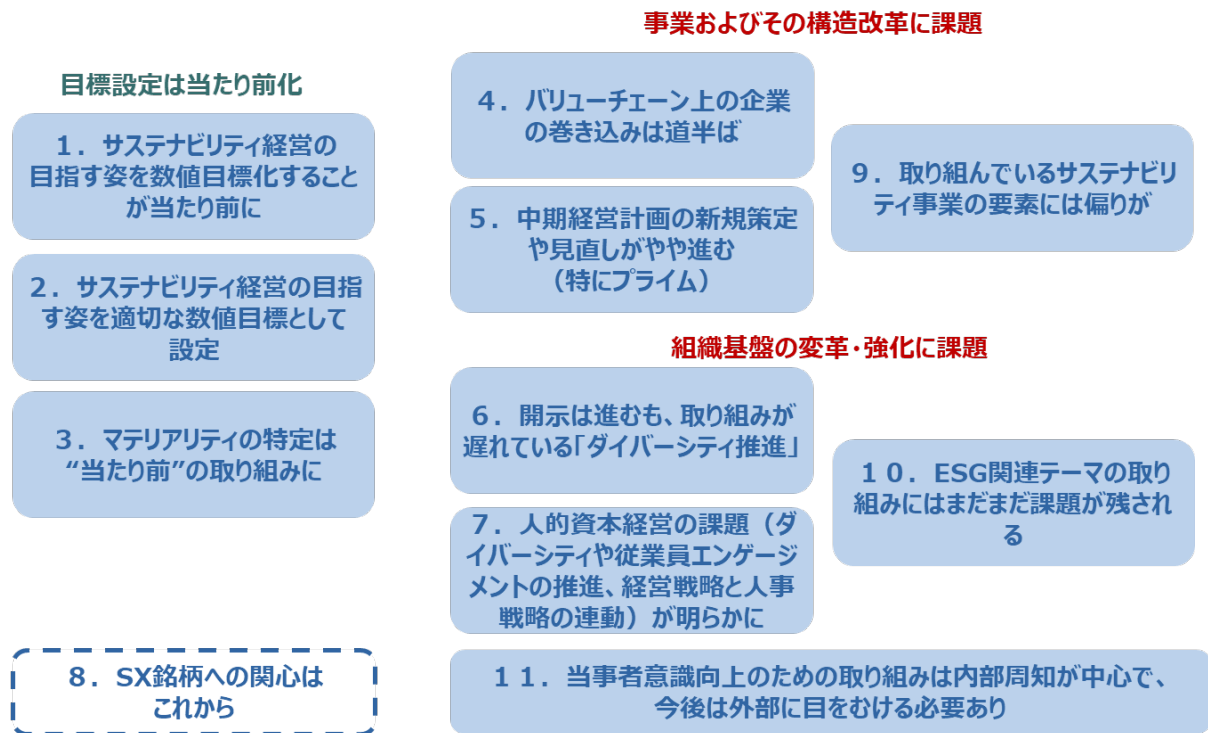 目標設定は当たり前化
1．サステナビリティ経営の
目指す姿を数値目標化すること
が当たり前に
2．サステナビリティ経営の目指
す姿を適切な数値目標として
設定
3．マテリアリティの特定は
“当たり前”の取り組みに
8．SX銘柄への関心は
これから
事業およびその構造改革に課題
4．バリューチェーン上の企業
の巻き込みは道半ば
5．中期経営計画の新規策定
や見直しがやや進む
（特にプライム）
9．取り組んでいるサステナビリ
ティ事業の要素には偏りが
組織基盤の変革・強化に課題
6．開示は進むも、取り組みが
遅れている「ダイバーシティ推進」
7．人的資本経営の課題（ダ
イバーシティや従業員エンゲージ
メントの推進、経営戦略と人事
戦略の連動）が明らかに
10．ESG関連テーマの取り
組みにはまだまだ課題が残され
る
11．当事者意識向上のための取り組みは内部周知が中心で、
今後は外部に目をむける必要あり